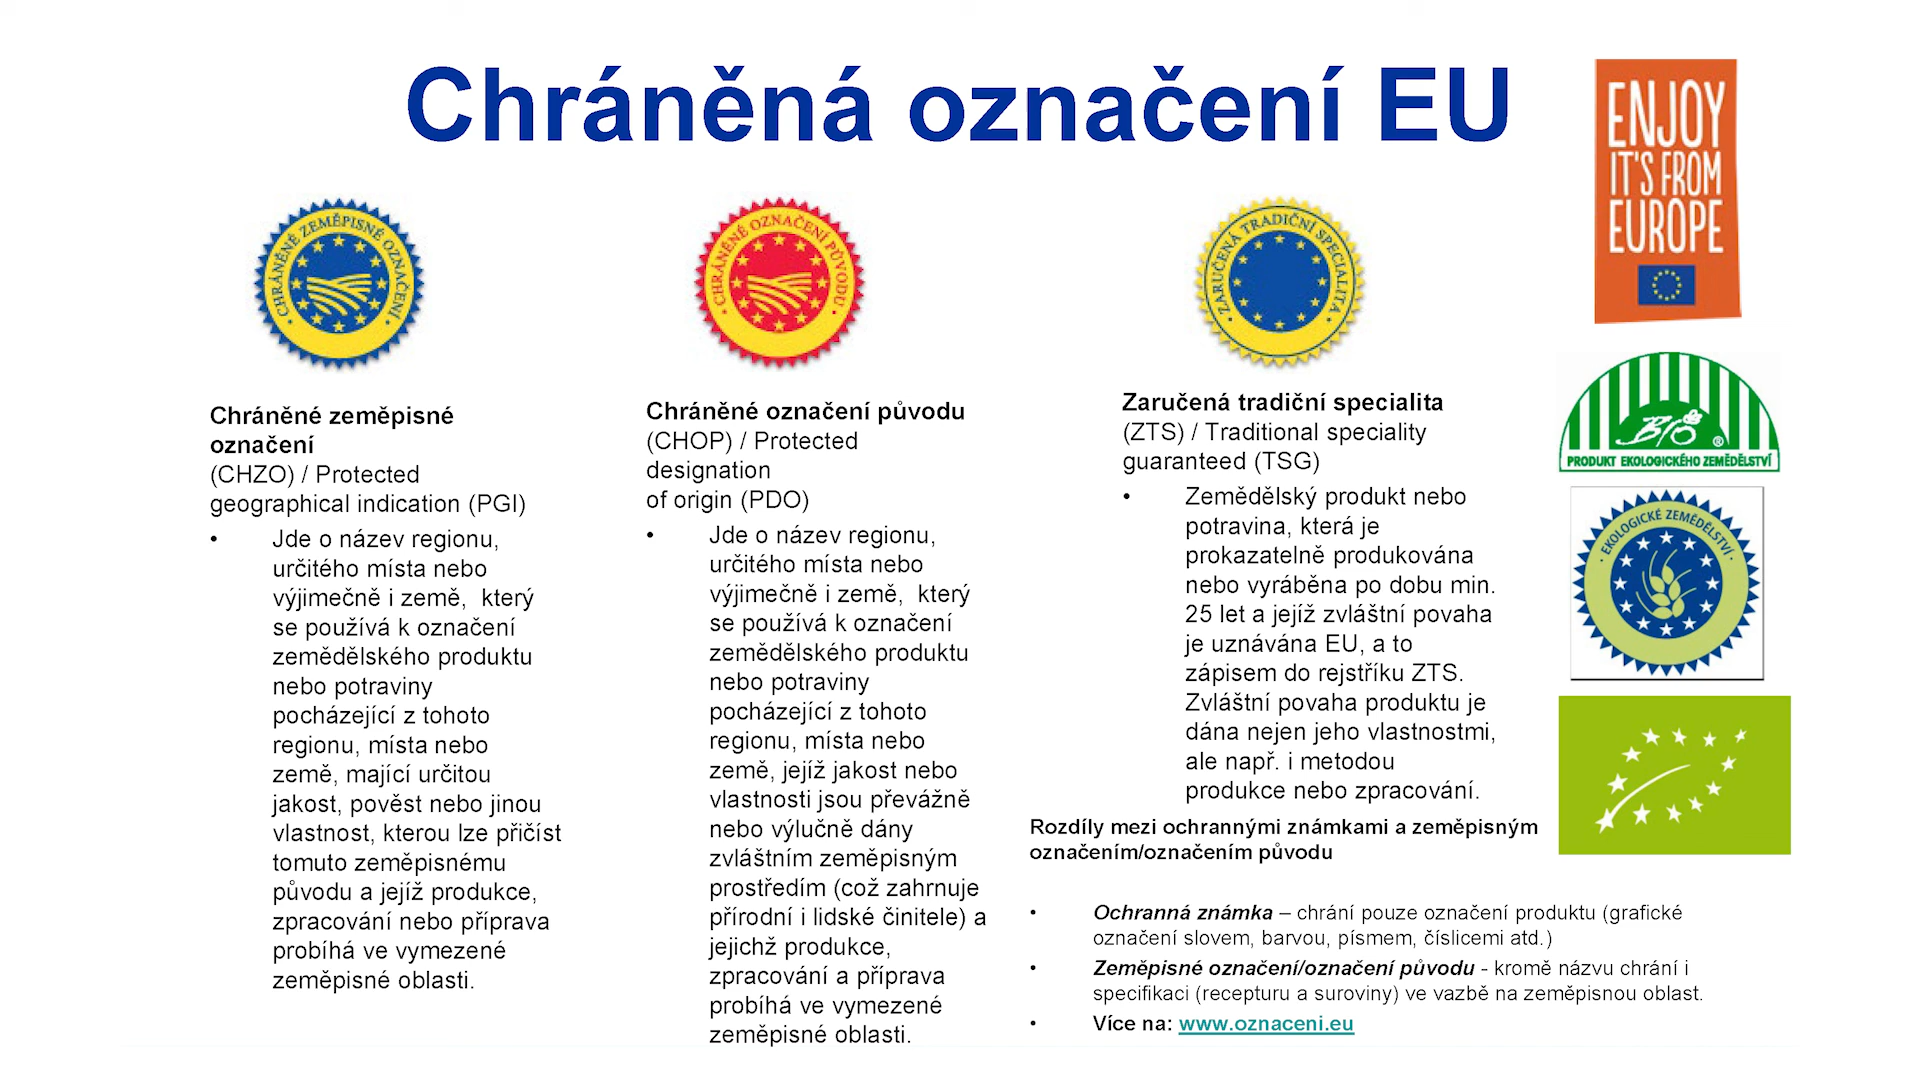 Chráněná označení EU
ENJOY
IT'S FROM
EUROPE
CHRÁNĚNÉ ZEMĚPISNÉ OZNAČENÍ
CHRÁNĚNÉ OZNAČENÍ PŮVODU
ZARUČENÁ TRADIČNÍ SPECIALITA
Chráněné zeměpisné
označení
(CHZO) / Protected
geographical indication (PGI)
• Jde o název regionu,
určitého místa nebo
výjimečně i země,  který
se používá k označení
zemědělského produktu
nebo potraviny
pocházející z tohoto
regionu, místa nebo
země, mající určitou
jakost, pověst nebo jinou
vlastnost, kterou lze přičíst
tomuto zeměpisnému
původu a jejíž produkce,
zpracování nebo příprava
probíhá ve vymezené
zeměpisné oblasti.
Chráněné označení původu
(CHOP) / Protected
designation
of origin (PDO)
• Jde o název regionu,
určitého místa nebo
výjimečně i země,  který
se používá k označení
zemědělského produktu
nebo potraviny
pocházející z tohoto
regionu, místa nebo
země, jejíž jakost nebo
vlastnosti jsou převážně
nebo výlučně dány
zvláštním zeměpisným
prostředím (což zahrnuje
přírodní i lidské činitele) a
jejichž produkce,
zpracování a příprava
probíhá ve vymezené
zeměpisné oblasti.
Zaručená tradiční specialita
(ZTS) / Traditional speciality
guaranteed (TSG)
• Zemědělský produkt nebo
potravina, která je
prokazatelně produkována
nebo vyráběna po dobu min.
25 let a jejíž zvláštní povaha
je uznávána EU, a to
zápisem do rejstříku ZTS.
Zvláštní povaha produktu je
dána nejen jeho vlastnostmi,
ale např. i metodou
produkce nebo zpracování.
BIO ®
PRODUKT EKOLOGICKÉHO ZEMĚDĚLSTVÍ
· EKOLOGICKÉ ZEMĚDĚLSTVÍ ·
Rozdíly mezi ochrannými známkami a zeměpisným
označením/označením původu
• Ochranná známka – chrání pouze označení produktu (grafické
označení slovem, barvou, písmem, číslicemi atd.)
• Zeměpisné označení/označení původu - kromě názvu chrání i
specifikaci (recepturu a suroviny) ve vazbě na zeměpisnou oblast.
• Více na: www.oznaceni.eu